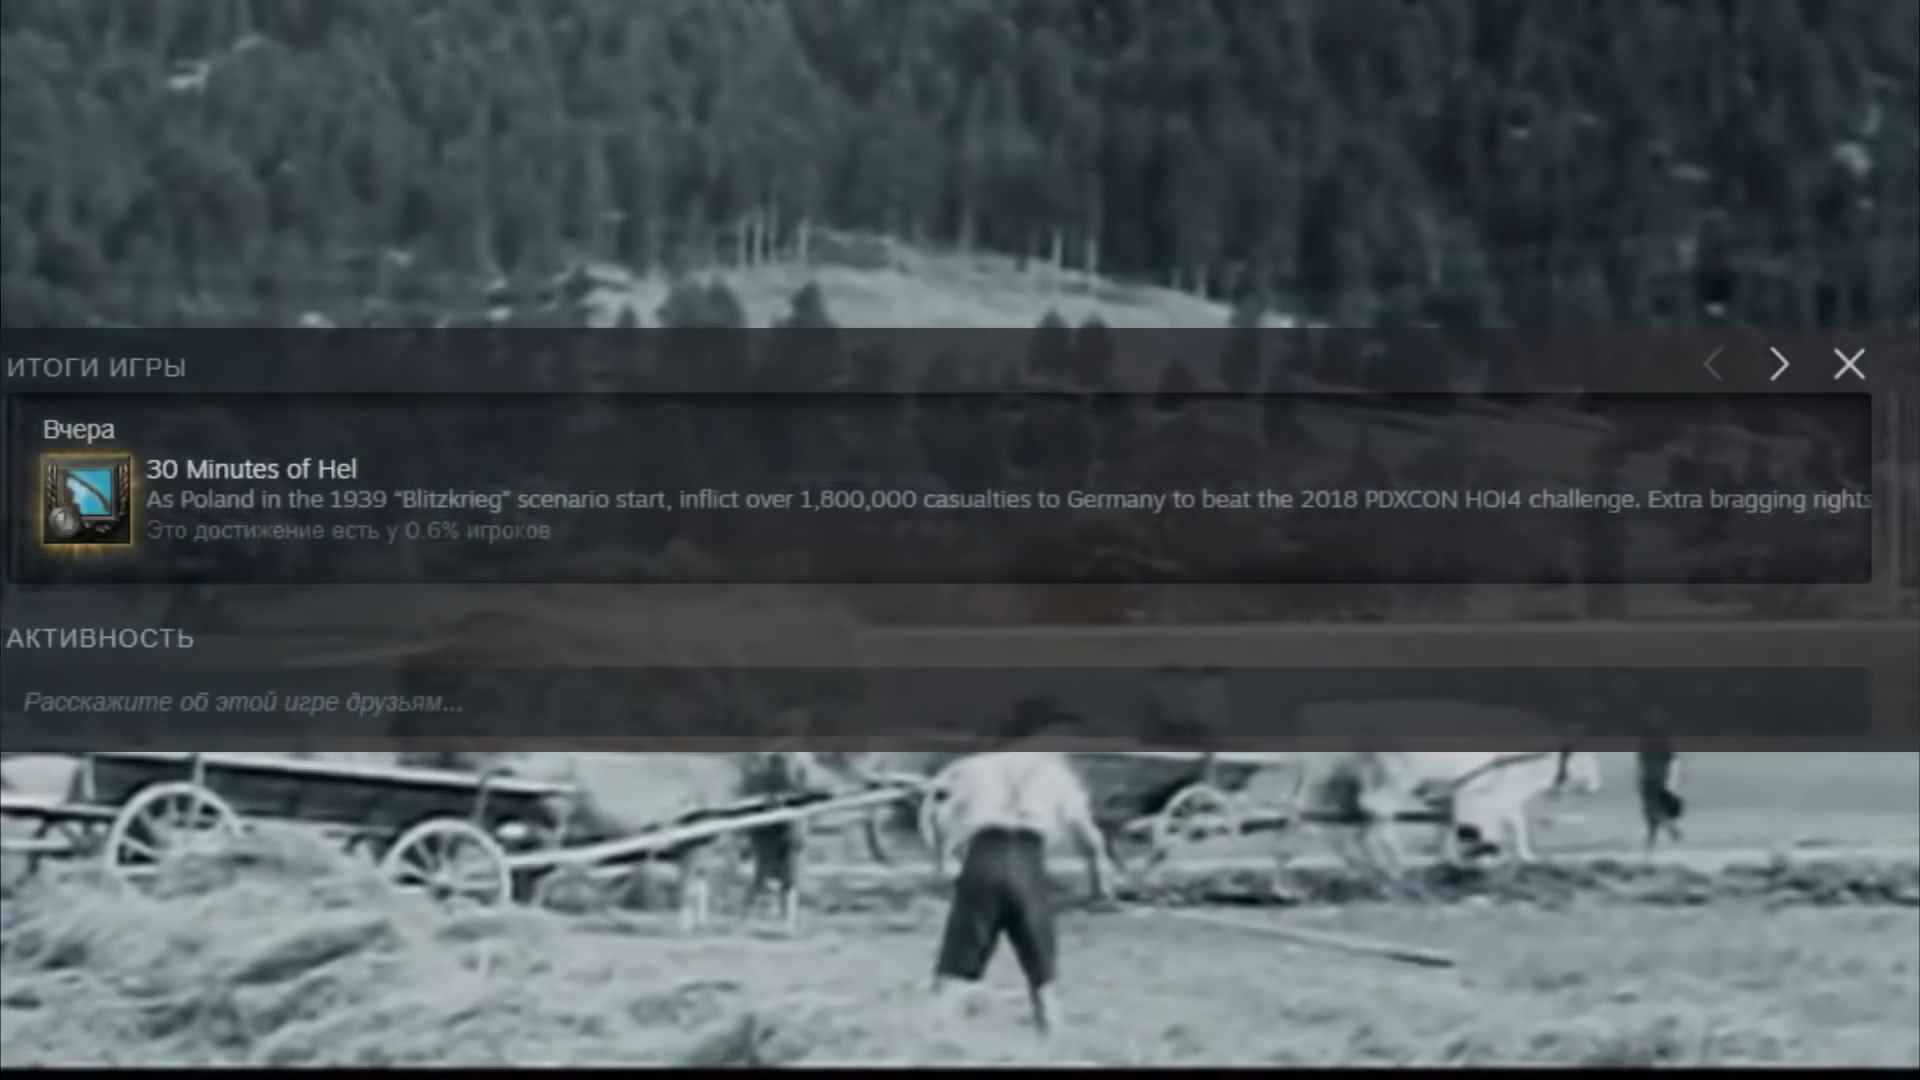 ИТОГИ ИГРЫ
Вчера
30 Minutes of Hel
As Poland in the 1939 “Blitzkrieg” scenario start, inflict over 1,800,000 casualties to Germany to beat the 2018 PDXCON HOI4 challenge. Extra bragging rights
Это достижение есть у 0.6% игроков
АКТИВНОСТЬ
Расскажите об этой игре друзьям...